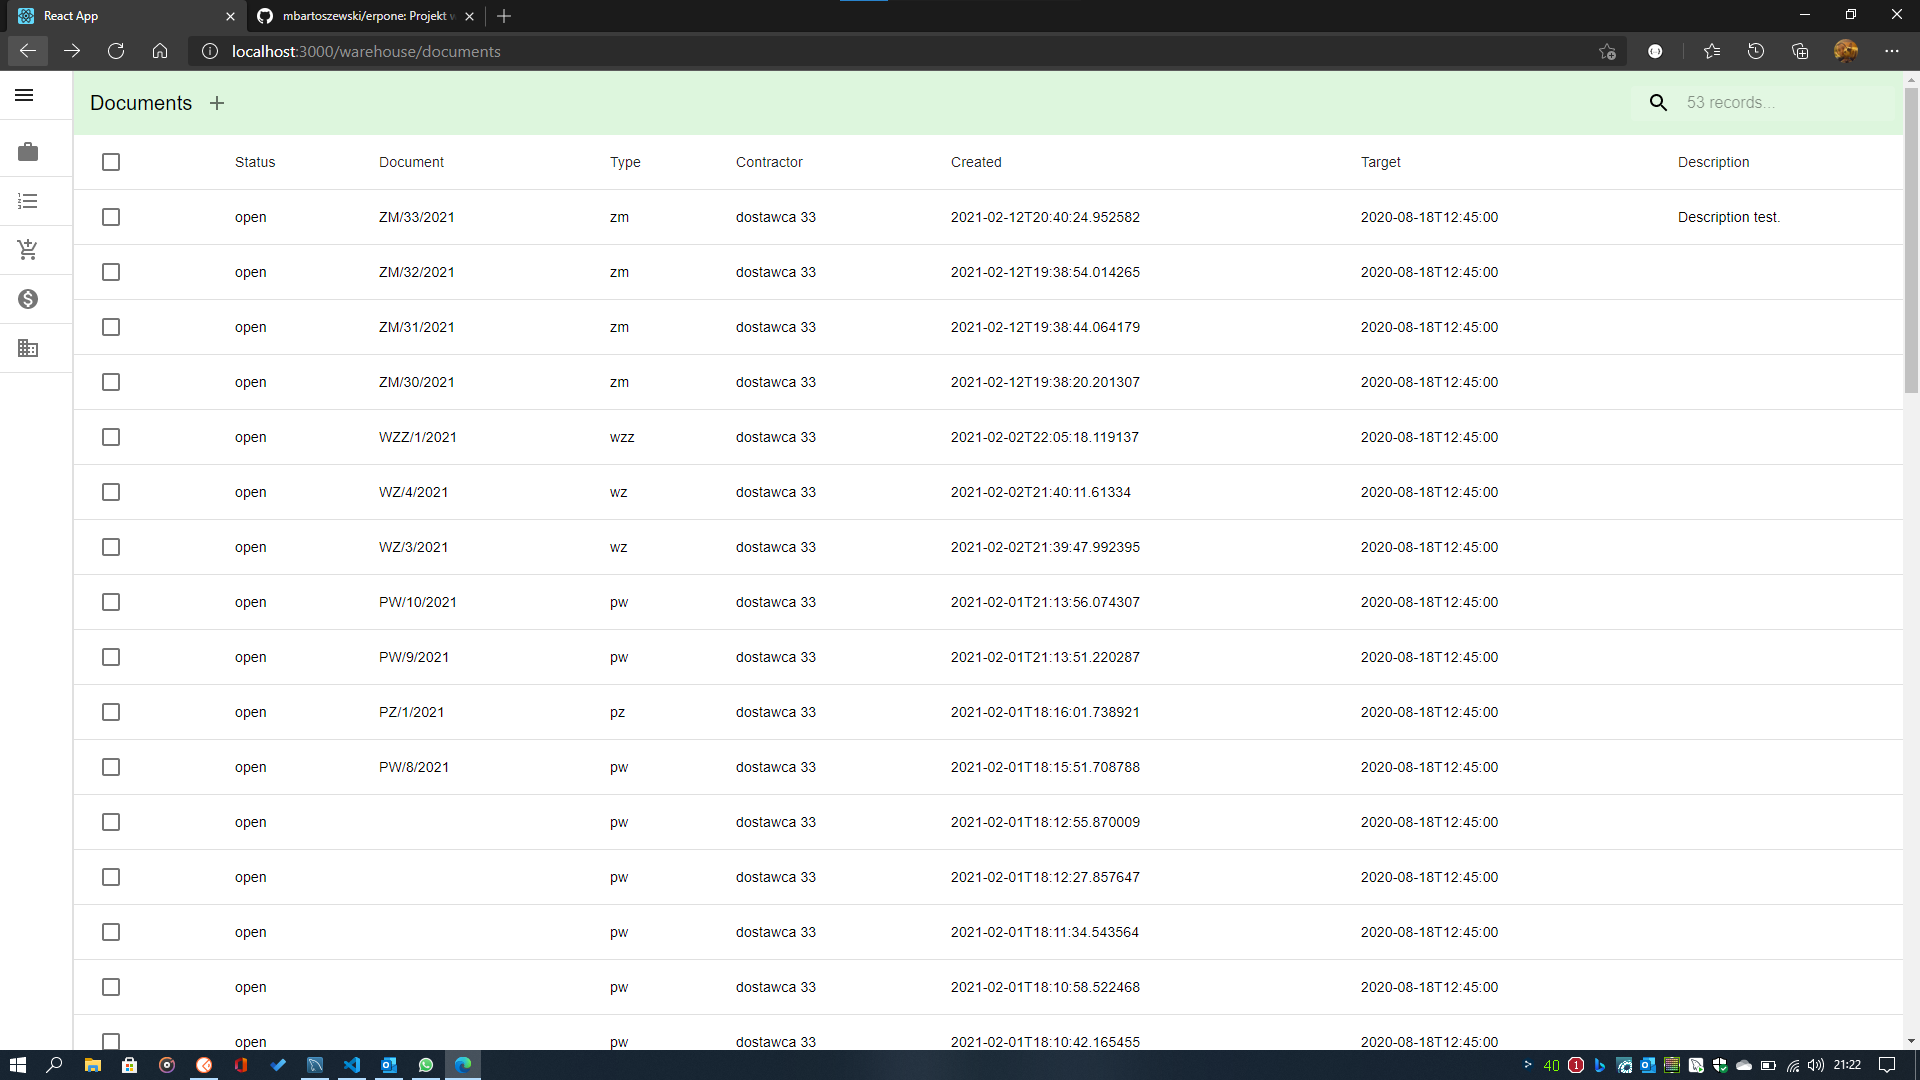 React App
mbartoszewski/erpone: Projekt w
localhost:3000/warehouse/documents
Documents
53 records...
Status Document Type Contractor Created Target Description
open ZM/33/2021 zm dostawca 33 2021-02-12T20:40:24.952582 2020-08-18T12:45:00 Description test.
open ZM/32/2021 zm dostawca 33 2021-02-12T19:38:54.014265 2020-08-18T12:45:00
open ZM/31/2021 zm dostawca 33 2021-02-12T19:38:44.064179 2020-08-18T12:45:00
open ZM/30/2021 zm dostawca 33 2021-02-12T19:38:20.201307 2020-08-18T12:45:00
open WZZ/1/2021 wzz dostawca 33 2021-02-02T22:05:18.119137 2020-08-18T12:45:00
open WZ/4/2021 wz dostawca 33 2021-02-02T21:40:11.61334 2020-08-18T12:45:00
open WZ/3/2021 wz dostawca 33 2021-02-02T21:39:47.992395 2020-08-18T12:45:00
open PW/10/2021 pw dostawca 33 2021-02-01T21:13:56.074307 2020-08-18T12:45:00
open PW/9/2021 pw dostawca 33 2021-02-01T21:13:51.220287 2020-08-18T12:45:00
open PZ/1/2021 pz dostawca 33 2021-02-01T18:16:01.738921 2020-08-18T12:45:00
open PW/8/2021 pw dostawca 33 2021-02-01T18:15:51.708788 2020-08-18T12:45:00
open pw dostawca 33 2021-02-01T18:12:55.870009 2020-08-18T12:45:00
open pw dostawca 33 2021-02-01T18:12:27.857647 2020-08-18T12:45:00
open pw dostawca 33 2021-02-01T18:11:34.543564 2020-08-18T12:45:00
open pw dostawca 33 2021-02-01T18:10:58.522468 2020-08-18T12:45:00
open pw dostawca 33 2021-02-01T18:10:42.165455 2020-08-18T12:45:00
40
21:22